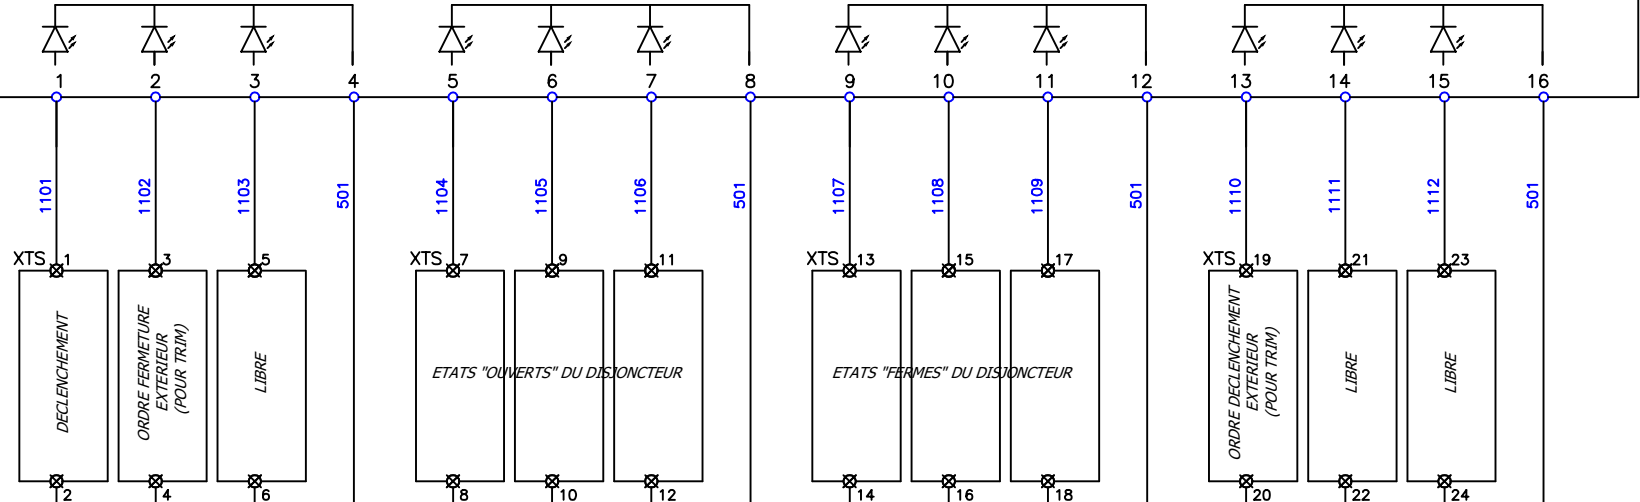 1 2 3 4 5 6 7 8 9 10 11 12 13 14 15 16
1101 1102 1103 501 1104 1105 1106 501 1107 1108 1109 501 1110 1111 1112 501
XTS 1 3 5 XTS 7 9 11 XTS 13 15 17 XTS 19 21 23
DECLENCHEMENT
ORDRE FERMETURE
EXTERIEUR
(POUR TRIM)
LIBRE
ETATS "OUVERTS" DU DISJONCTEUR
ETATS "FERMES" DU DISJONCTEUR
ORDRE DECLENCHEMENT
EXTERIEUR
(POUR TRIM)
LIBRE
LIBRE
2 4 6 8 10 12 14 16 18 20 22 24